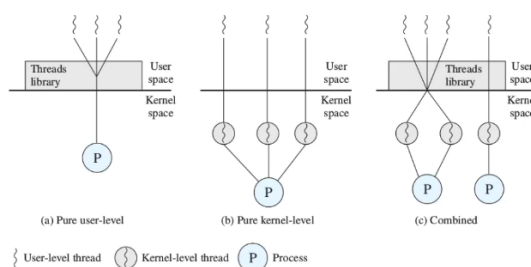 Threads
library
User
space
Kernel
space
P
(a) Pure user-level
User
space
Kernel
space
P
(b) Pure kernel-level
Threads
library
P
P
(c) Combined
User-level thread
Kernel-level thread
P
Process